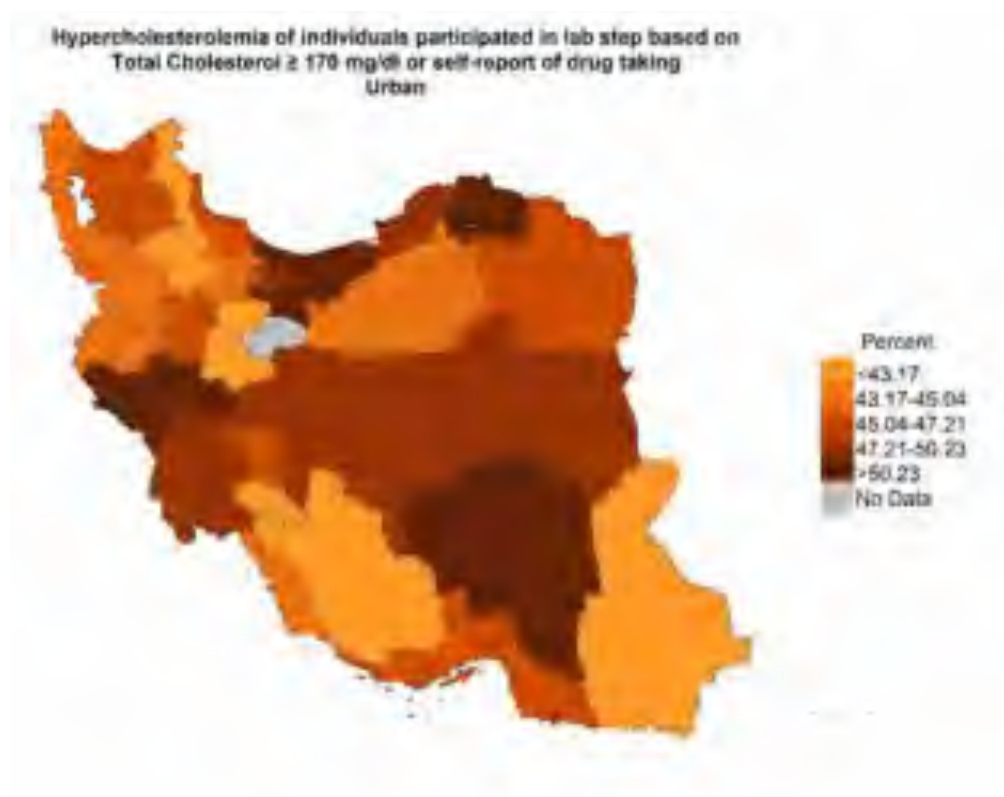 Hypercholesterolemia of individuals participated in lab step based on
Total Cholesterol ≥ 170 mg/dl or self-report of drug taking
Urban
Percent
<43.17
43.17-45.04
45.04-47.21
47.21-50.23
>50.23
No Data